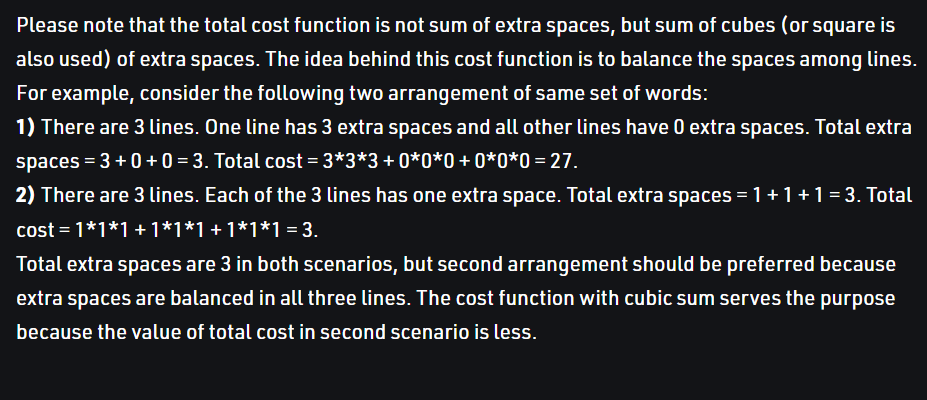 Please note that the total cost function is not sum of extra spaces, but sum of cubes (or square is
also used) of extra spaces. The idea behind this cost function is to balance the spaces among lines.
For example, consider the following two arrangement of same set of words:
1) There are 3 lines. One line has 3 extra spaces and all other lines have 0 extra spaces. Total extra
spaces = 3 + 0 + 0 = 3. Total cost = 3*3*3 + 0*0*0 + 0*0*0 = 27.
2) There are 3 lines. Each of the 3 lines has one extra space. Total extra spaces = 1 + 1 + 1 = 3. Total
cost = 1*1*1 + 1*1*1 + 1*1*1 = 3.
Total extra spaces are 3 in both scenarios, but second arrangement should be preferred because
extra spaces are balanced in all three lines. The cost function with cubic sum serves the purpose
because the value of total cost in second scenario is less.